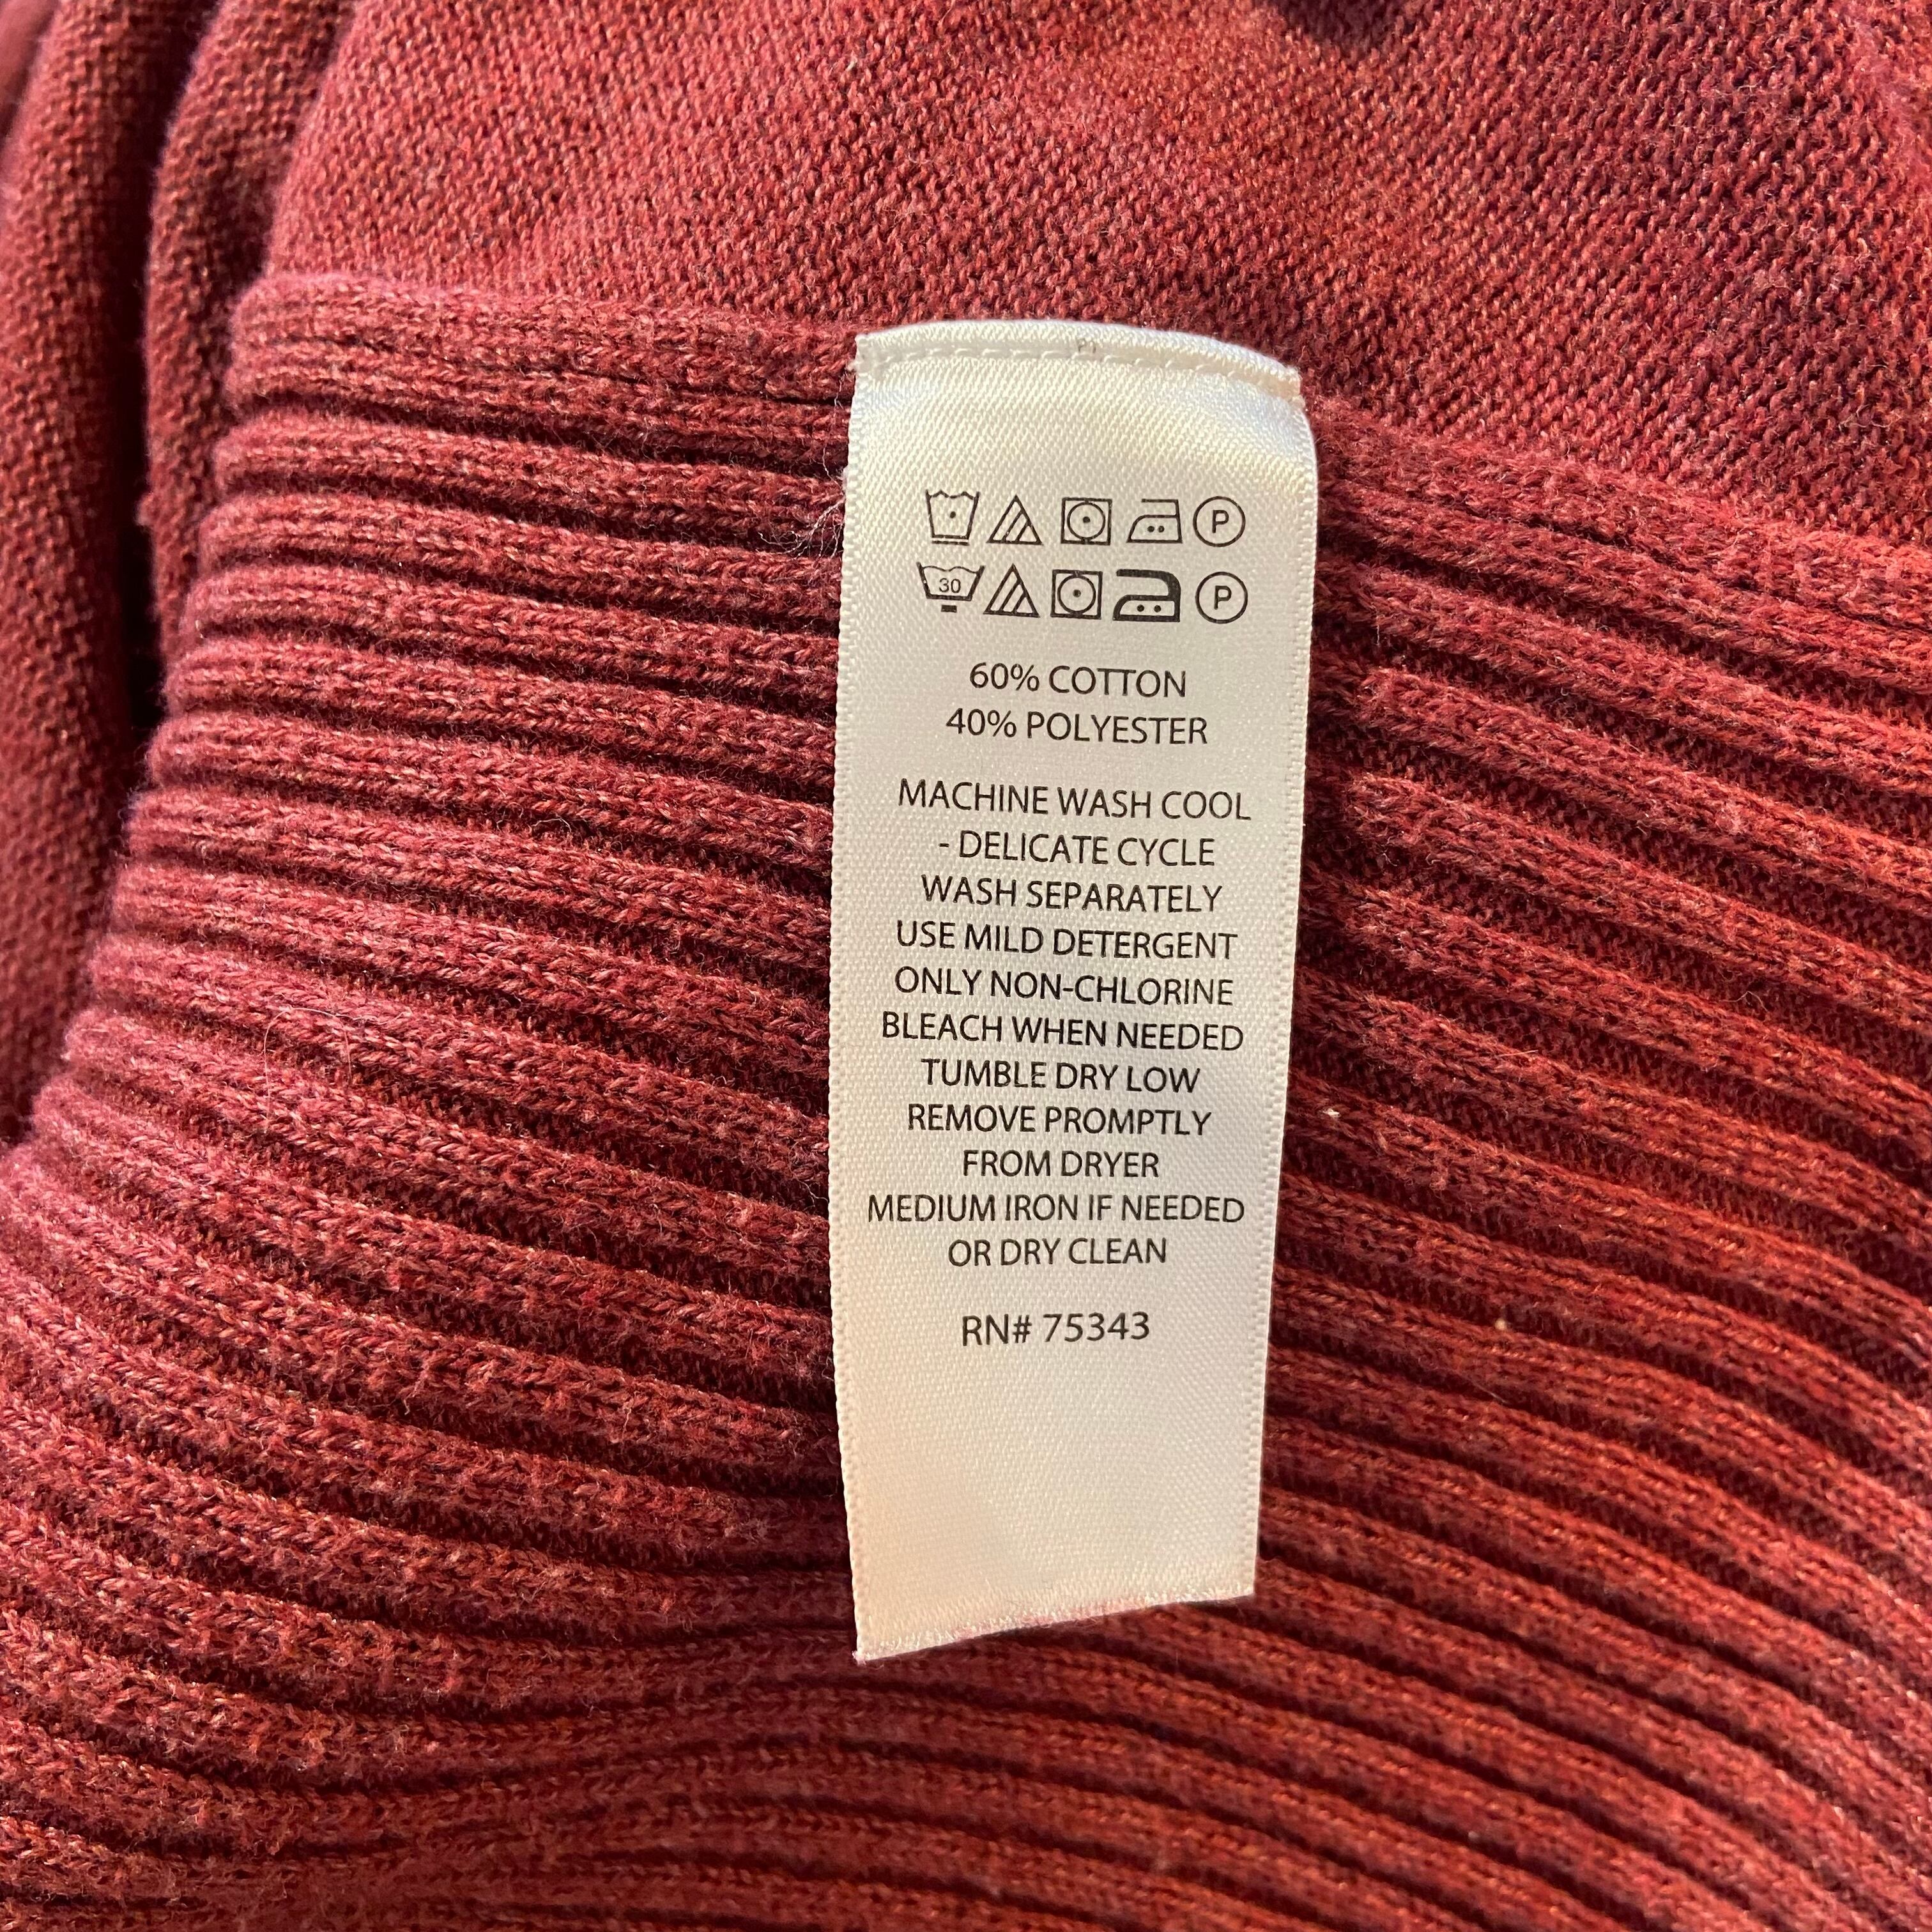 P
30 P
60% COTTON
40% POLYESTER
MACHINE WASH COOL
- DELICATE CYCLE
WASH SEPARATELY
USE MILD DETERGENT
ONLY NON-CHLORINE
BLEACH WHEN NEEDED
TUMBLE DRY LOW
REMOVE PROMPTLY
FROM DRYER
MEDIUM IRON IF NEEDED
OR DRY CLEAN
RN# 75343